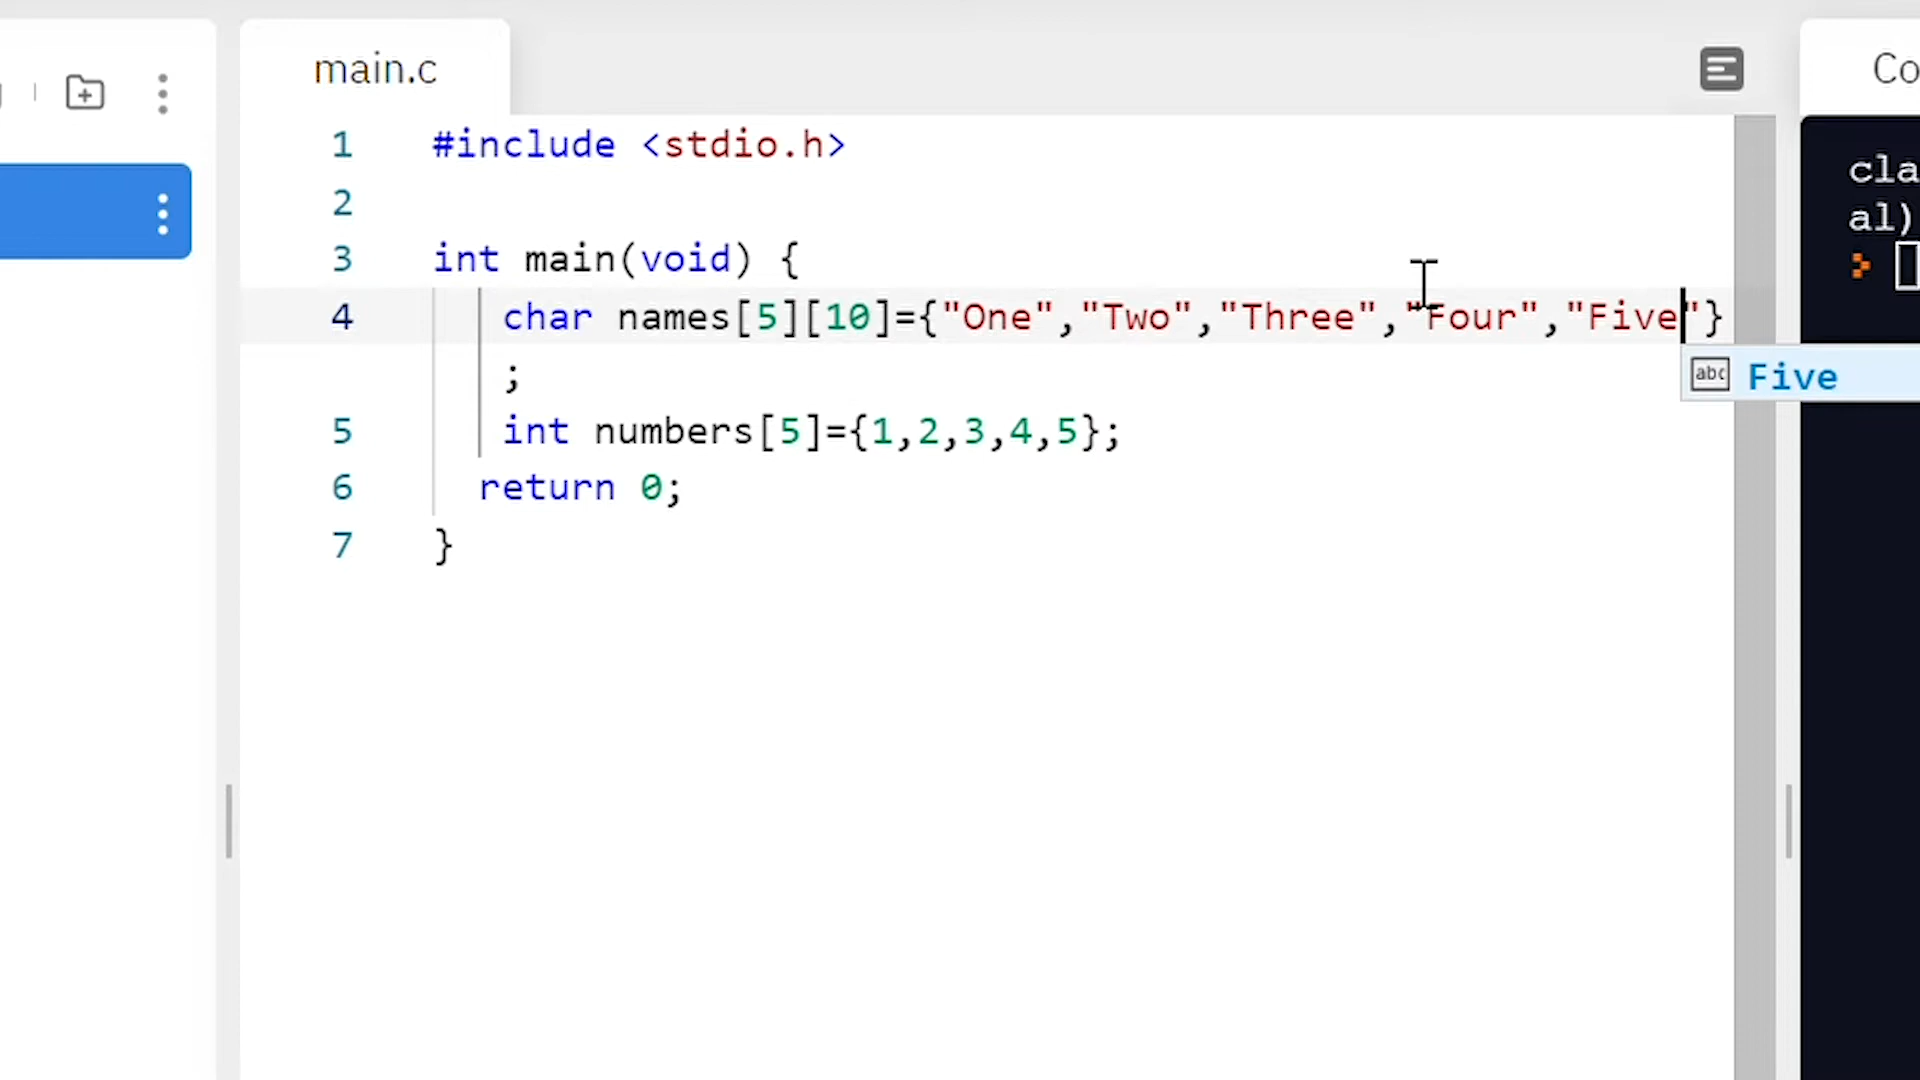 main.c
Co
1 #include <stdio.h>
2
3 int main(void) {
4 char names[5][10]={"One","Two","Three","Four","Five"}
;
abc Five
5 int numbers[5]={1,2,3,4,5};
6 return 0;
7 }
cla
al)
>